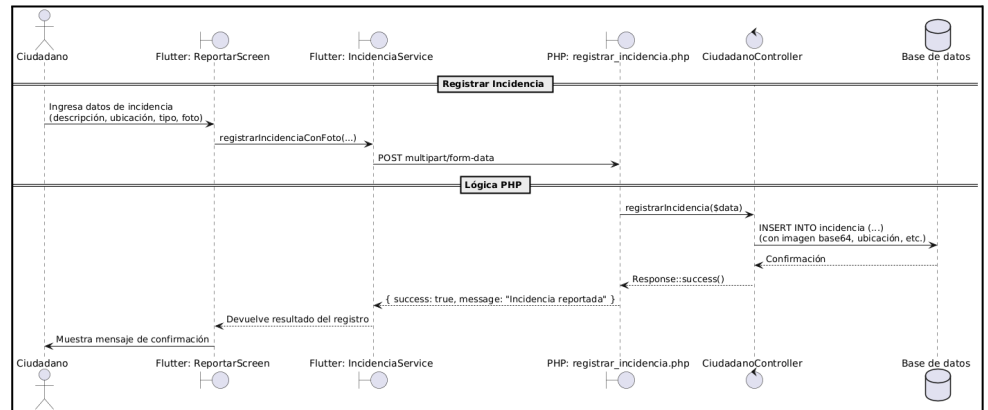 Ciudadano
Flutter: ReportarScreen
Flutter: IncidenciaService
PHP: registrar_incidencia.php
CiudadanoController
Base de datos
Registrar Incidencia
Ingresa datos de incidencia
(descripción, ubicación, tipo, foto)
registrarIncidenciaConFoto(...)
POST multipart/form-data
Lógica PHP
registrarIncidencia($data)
INSERT INTO incidencia (...)
(con imagen base64, ubicación, etc.)
Confirmación
Response::success()
{ success: true, message: "Incidencia reportada" }
Devuelve resultado del registro
Muestra mensaje de confirmación
Ciudadano
Flutter: ReportarScreen
Flutter: IncidenciaService
PHP: registrar_incidencia.php
CiudadanoController
Base de datos